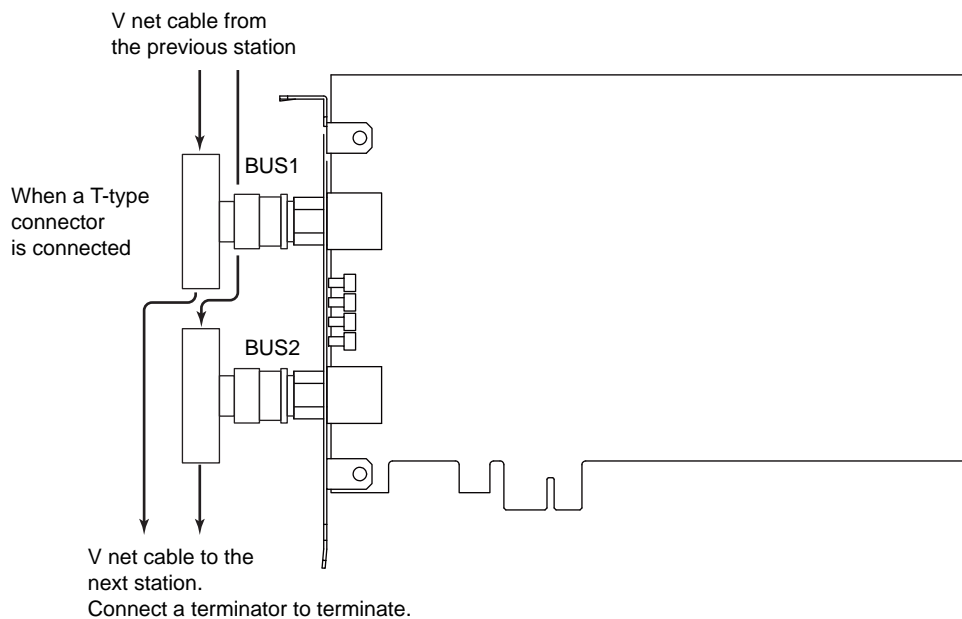 V net cable from
the previous station
BUS1
When a T-type
connector
is connected
BUS2
V net cable to the
next station.
Connect a terminator to terminate.